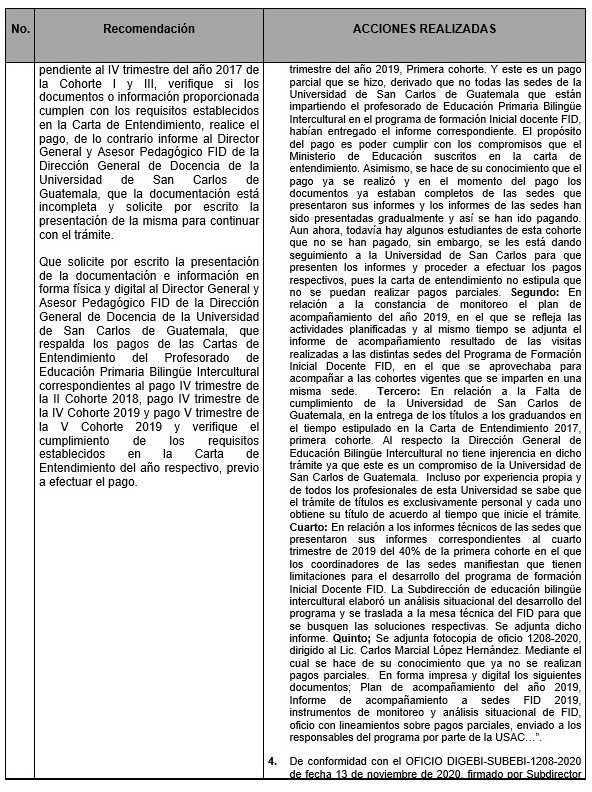 No.
Recomendación
ACCIONES REALIZADAS
pendiente al IV trimestre del año 2017 de
la Cohorte I y III, verifique si los
documentos o información proporcionada
cumplen con los requisitos establecidos
en la Carta de Entendimiento, realice el
pago, de lo contrario informe al Director
General y Asesor Pedagógico FID de la
Dirección General de Docencia de la
Universidad de San Carlos de
Guatemala, que la documentación está
incompleta y solicite por escrito la
presentación de la misma para continuar
con el trámite.
Que solicite por escrito la presentación
de la documentación e información en
forma física y digital al Director General y
Asesor Pedagógico FID de la Dirección
General de Docencia de la Universidad
de San Carlos de Guatemala, que
respalda los pagos de las Cartas de
Entendimiento del Profesorado de
Educación Primaria Bilingüe Intercultural
correspondientes al pago IV trimestre de
la II Cohorte 2018, pago IV trimestre de
la IV Cohorte 2019 y pago V trimestre de
la V Cohorte 2019 y verifique el
cumplimiento de los requisitos
establecidos en la Carta de
Entendimiento del año respectivo, previo
a efectuar el pago.
trimestre del año 2019, Primera cohorte. Y este es un pago
parcial que se hizo, derivado que no todas las sedes de la
Universidad de San Carlos de Guatemala que están
impartiendo el profesorado de Educación Primaria Bilingüe
Intercultural en el programa de formación Inicial docente FID,
habían entregado el informe correspondiente. El propósito
del pago es poder cumplir con los compromisos que el
Ministerio de Educación suscritos en la carta de
entendimiento. Asimismo, se hace de su conocimiento que el
pago ya se realizó y en el momento del pago los
documentos ya estaban completos de las sedes que
presentaron sus informes y los informes de las sedes han
sido presentadas gradualmente y así se han ido pagando.
Aun ahora, todavía hay algunos estudiantes de esta cohorte
que no se han pagado, sin embargo, se les está dando
seguimiento a la Universidad de San Carlos para que
presenten los informes y proceder a efectuar los pagos
respectivos, pues la carta de entendimiento no estipula que
no se puedan realizar pagos parciales. Segundo: En
relación a la constancia de monitoreo el plan de
acompañamiento del año 2019, en el que se refleja las
actividades planificadas y al mismo tiempo se adjunta el
informe de acompañamiento resultado de las visitas
realizadas a las distintas sedes del Programa de Formación
Inicial Docente FID, en el que se aprovechaba para
acompañar a las cohortes vigentes que se imparten en una
misma sede. Tercero: En relación a la Falta de
cumplimiento de la Universidad de San Carlos de
Guatemala, en la entrega de los títulos a los graduandos en
el tiempo estipulado en la Carta de Entendimiento 2017,
primera cohorte. Al respecto la Dirección General de
Educación Bilingüe Intercultural no tiene injerencia en dicho
trámite ya que este es un compromiso de la Universidad de
San Carlos de Guatemala. Incluso por experiencia propia y
de todos los profesionales de esta Universidad se sabe que
el trámite de títulos es exclusivamente personal y cada uno
obtiene su título de acuerdo al tiempo que inicie el trámite.
Cuarto: En relación a los informes técnicos de las sedes que
presentaron sus informes correspondientes al cuarto
trimestre de 2019 del 40% de la primera cohorte en el que
los coordinadores de las sedes manifiestan que tienen
limitaciones para el desarrollo del programa de formación
Inicial Docente FID. La Subdirección de educación bilingüe
intercultural elaboró un análisis situacional del desarrollo del
programa y se traslada a la mesa técnica del FID para que
se busquen las soluciones respectivas. Se adjunta dicho
informe. Quinto; Se adjunta fotocopia de oficio 1208-2020,
dirigido al Lic. Carlos Marcial López Hernández. Mediante el
cual se hace de su conocimiento que ya no se realizan
pagos parciales. En forma impresa y digital los siguientes
documentos; Plan de acompañamiento del año 2019,
Informe de acompañamiento a sedes FID 2019,
instrumentos de monitoreo y análisis situacional de FID,
oficio con lineamientos sobre pagos parciales, enviado a los
responsables del programa por parte de la USAC…”.
4. De conformidad con el OFICIO DIGEBI-SUBEBI-1208-2020
de fecha 13 de noviembre de 2020, firmado por Subdirector